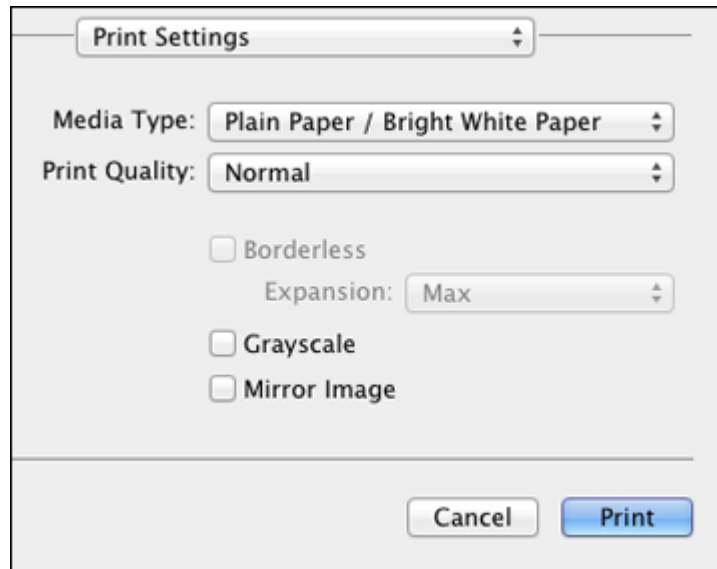 Print Settings
Media Type: Plain Paper / Bright White Paper
Print Quality: Normal
Borderless
Expansion: Max
Grayscale
Mirror Image
Cancel Print